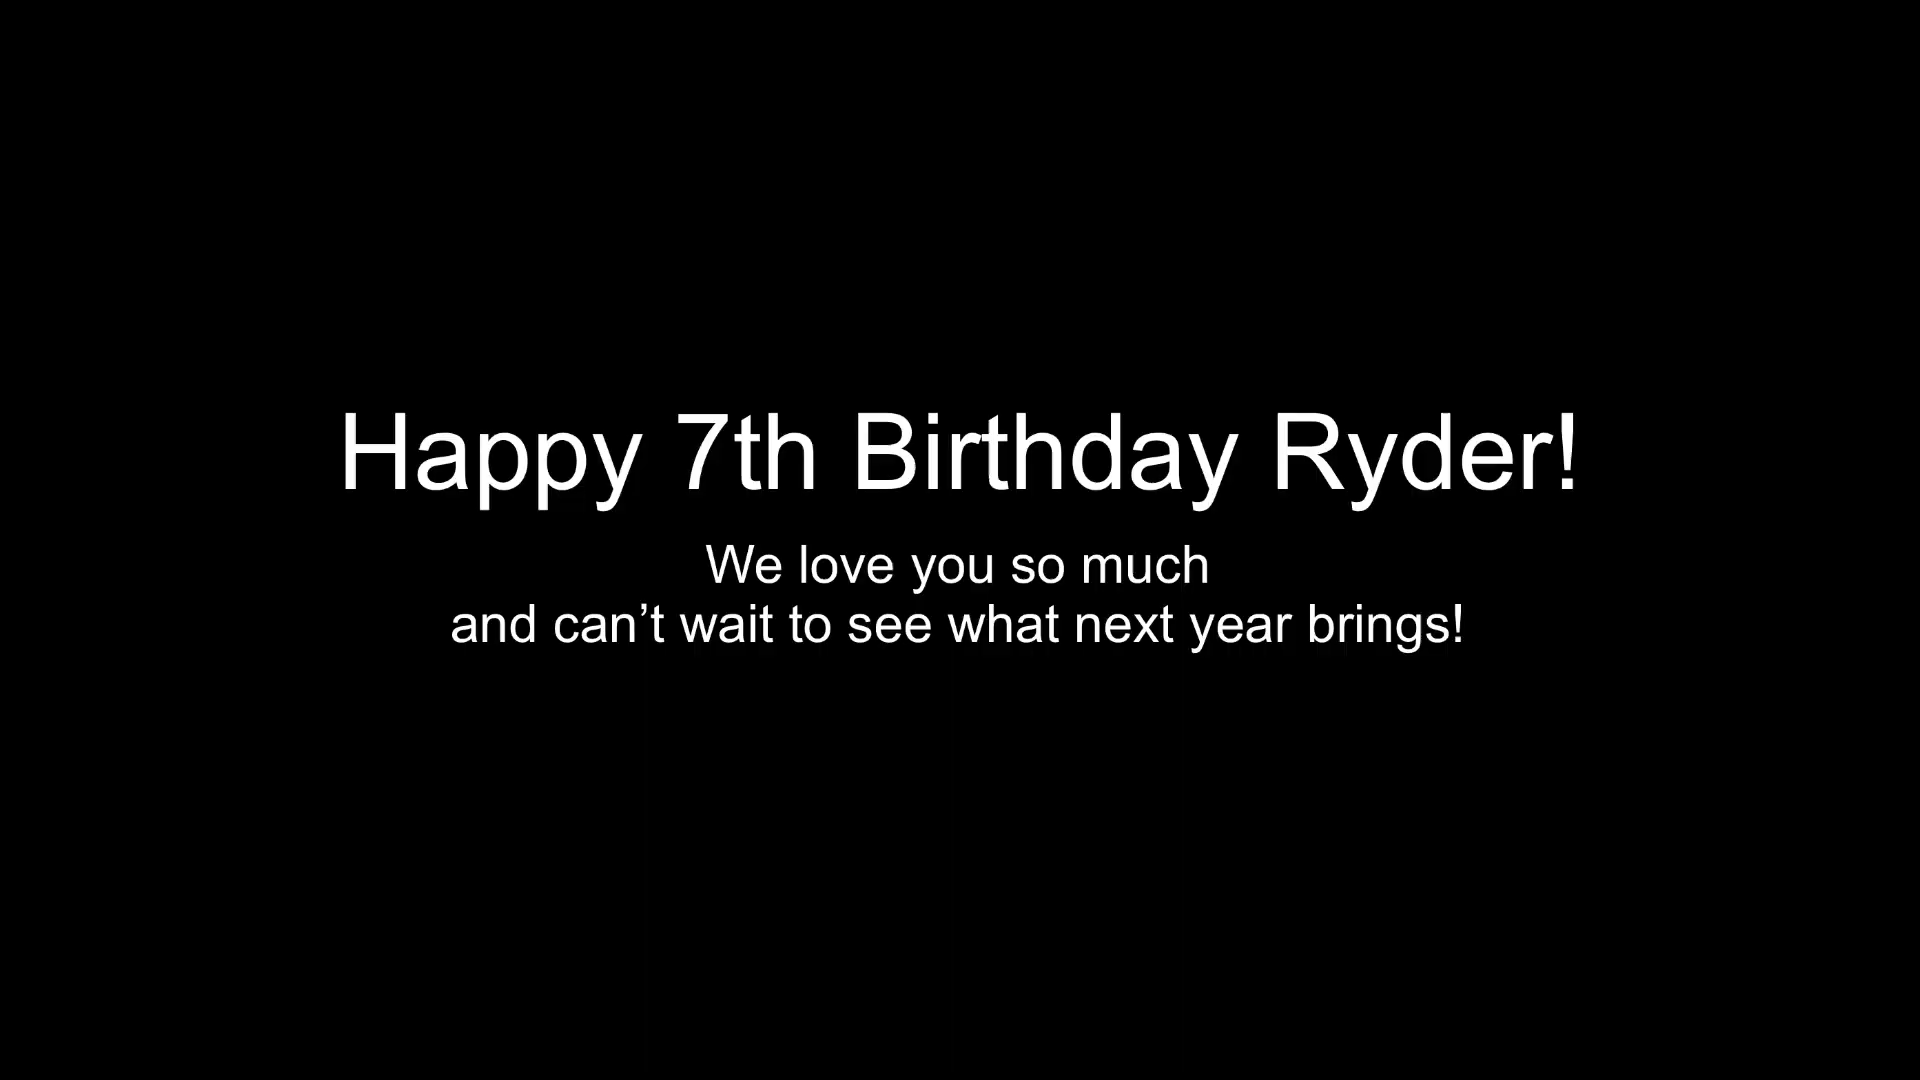 Happy 7th Birthday Ryder!
We love you so much
and can’t wait to see what next year brings!